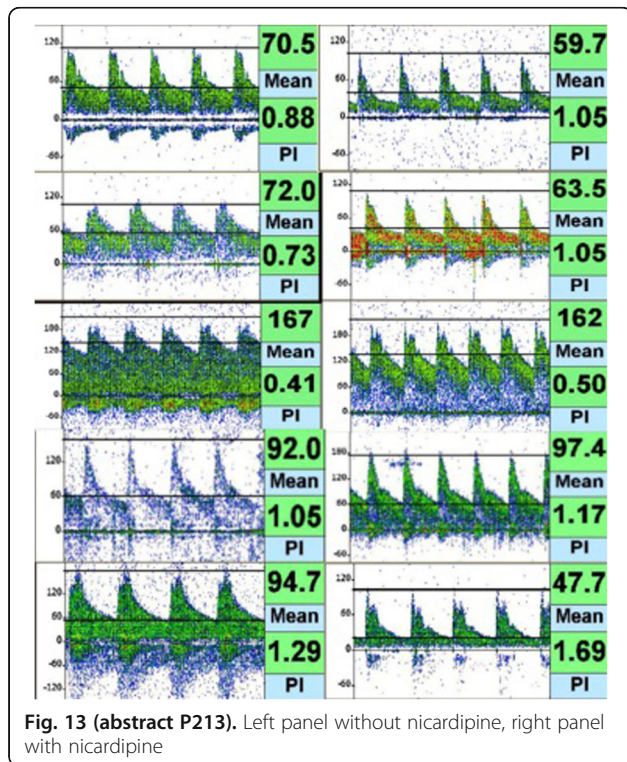 120
60
0
-60
70.5
Mean
0.88
PI
120
60
0
-60
59.7
Mean
1.05
PI
120
60
0
72.0
Mean
0.73
PI
110
50
0
-60
63.5
Mean
1.05
PI
180
120
60
0
-60
167
Mean
0.41
PI
180
120
60
0
162
Mean
0.50
PI
120
60
0
92.0
Mean
1.05
PI
180
120
60
0
-60
97.4
Mean
1.17
PI
120
60
0
-60
-120
94.7
Mean
1.29
PI
120
60
0
-60
47.7
Mean
1.69
PI
Fig. 13 (abstract P213). Left panel without nicardipine, right panel
with nicardipine